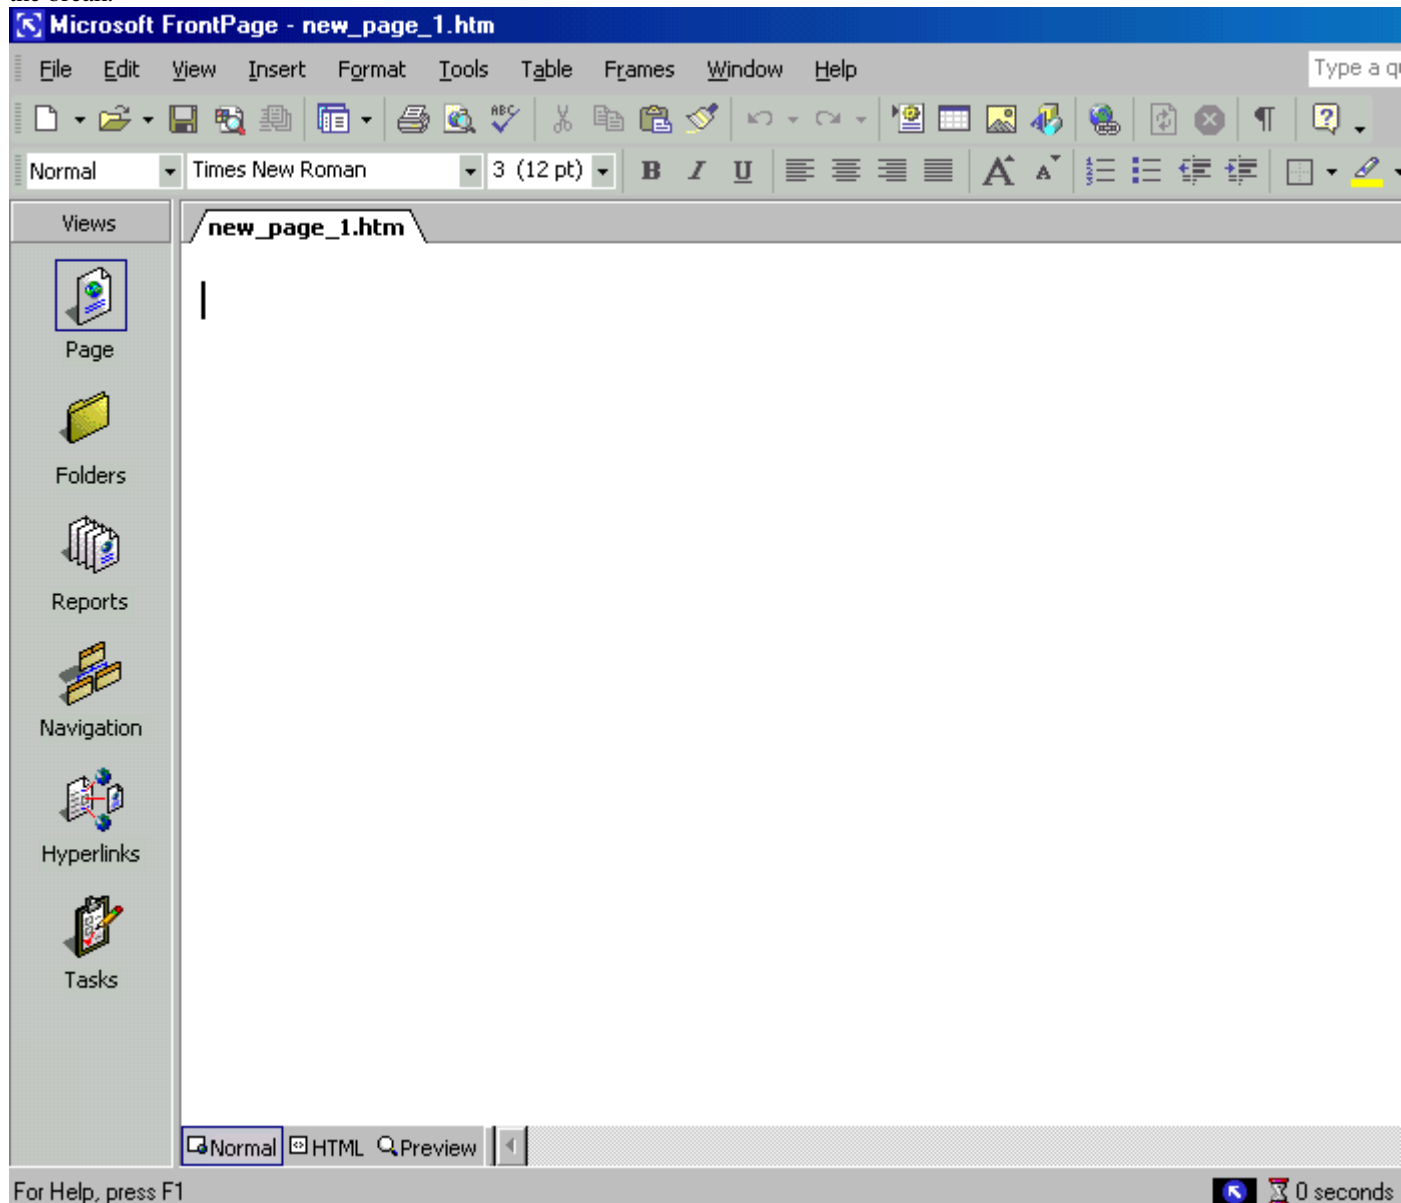 Microsoft FrontPage - new_page_1.htm
File Edit View Insert Format Tools Table Frames Window Help Type a qu
Normal Times New Roman 3 (12 pt) B I U A A
Views
new_page_1.htm
Page
Folders
Reports
Navigation
Hyperlinks
Tasks
Normal HTML Preview
For Help, press F1 0 seconds